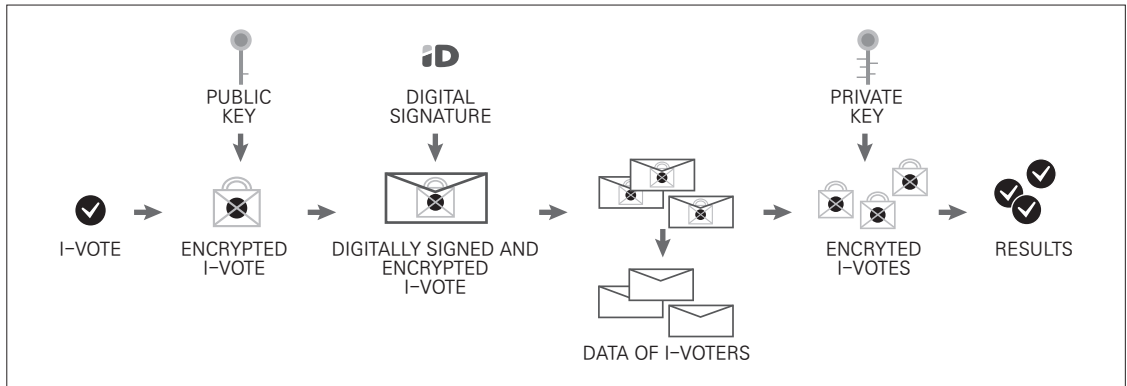 PUBLIC
KEY
iD
DIGITAL
SIGNATURE
PRIVATE
KEY
I-VOTE
ENCRYPTED
I-VOTE
DIGITALLY SIGNED AND
ENCRYPTED
I-VOTE
ENCRYTED
I-VOTES
RESULTS
DATA OF I-VOTERS